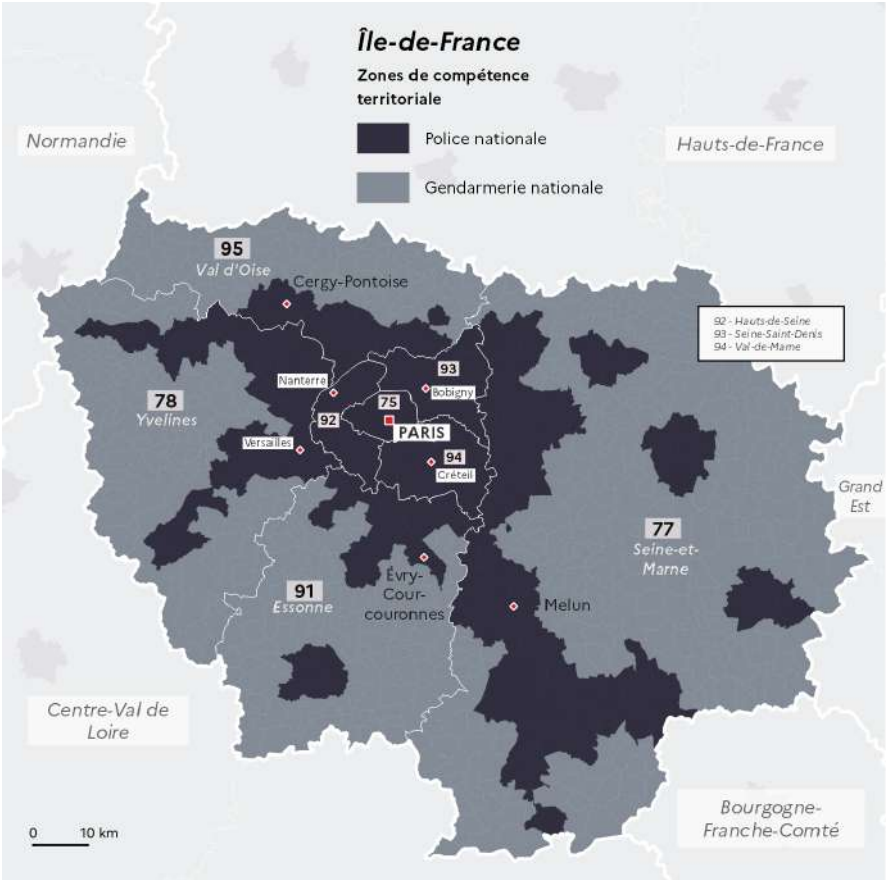 Île-de-France
Zones de compétence
territoriale
Police nationale
Gendarmerie nationale
Normandie
Hauts-de-France
95
Val d'Oise
Cergy-Pontoise
92 - Hauts-de-Seine
93 - Seine-Saint-Denis
94 - Val-de-Marne
93
Nanterre
Bobigny
78
Yvelines
75
92
PARIS
Versailles
94
Créteil
Grand
Est
77
Seine-et-
Marne
91
Essonne
Évry-
Cour-
couronnes
Melun
Centre-Val de
Loire
Bourgogne-
Franche-Comté
0 10 km